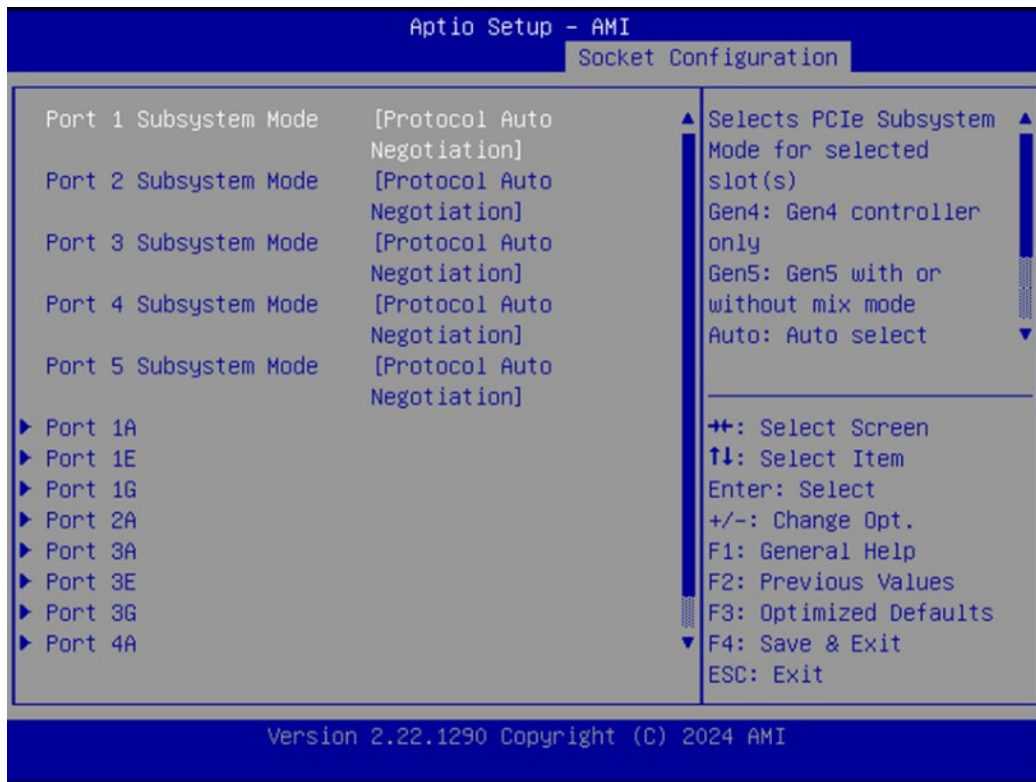 Aptio Setup – AMI
Socket Configuration
Port 1 Subsystem Mode [Protocol Auto
Negotiation]
Port 2 Subsystem Mode [Protocol Auto
Negotiation]
Port 3 Subsystem Mode [Protocol Auto
Negotiation]
Port 4 Subsystem Mode [Protocol Auto
Negotiation]
Port 5 Subsystem Mode [Protocol Auto
Negotiation]
Port 1A
Port 1E
Port 1G
Port 2A
Port 3A
Port 3E
Port 3G
Port 4A
Selects PCIe Subsystem
Mode for selected
slot(s)
Gen4: Gen4 controller
only
Gen5: Gen5 with or
without mix mode
Auto: Auto select
→←: Select Screen
↑↓: Select Item
Enter: Select
+/-: Change Opt.
F1: General Help
F2: Previous Values
F3: Optimized Defaults
F4: Save & Exit
ESC: Exit
Version 2.22.1290 Copyright (C) 2024 AMI